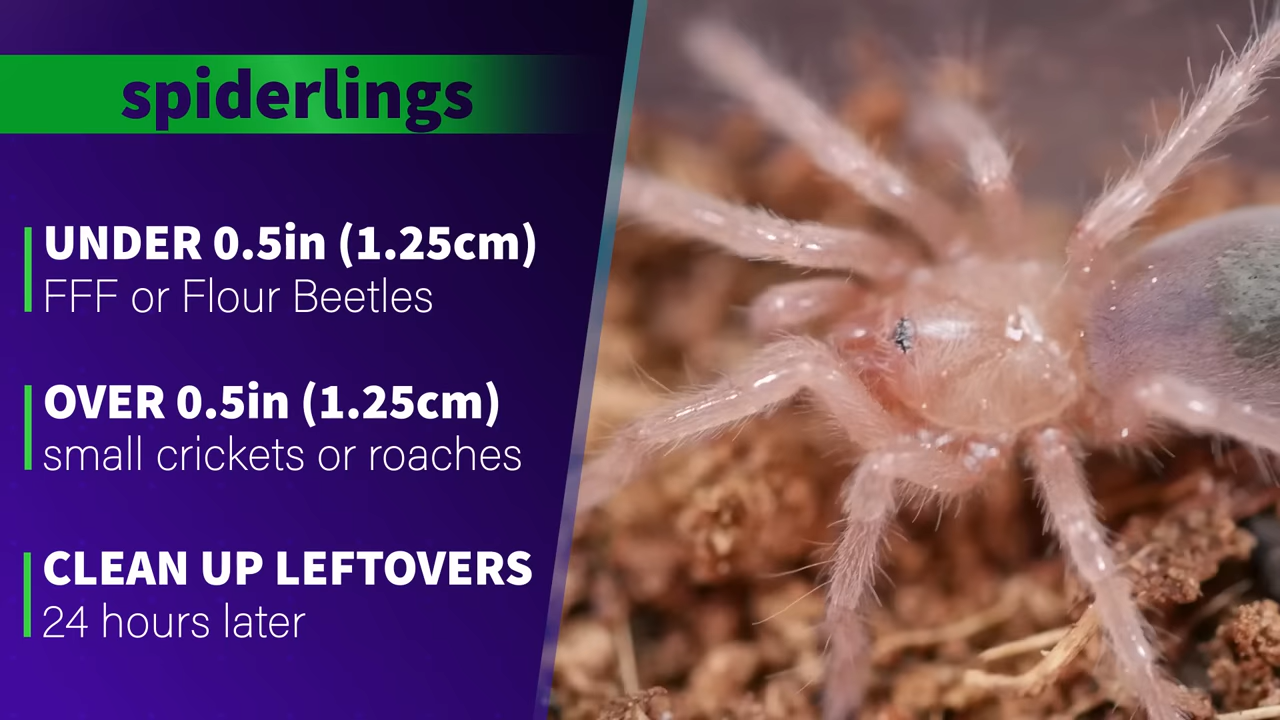 spiderlings
UNDER 0.5in (1.25cm)
FFF or Flour Beetles
OVER 0.5in (1.25cm)
small crickets or roaches
CLEAN UP LEFTOVERS
24 hours later